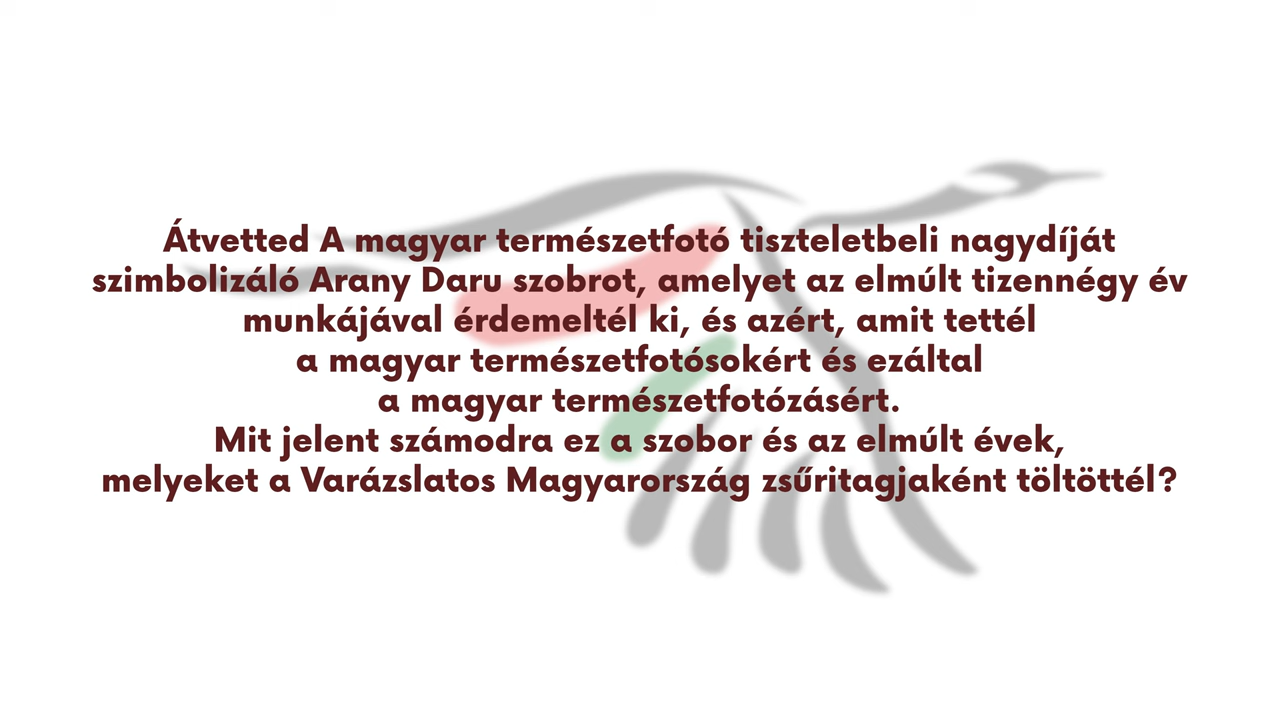 Átvetted A magyar természetfotó tiszteletbeli nagydíját
szimbolizáló Arany Daru szobrot, amelyet az elmúlt tizennégy év
munkájával érdemeltél ki, és azért, amit tettél
a magyar természetfotósokért és ezáltal
a magyar természetfotózásért.
Mit jelent számodra ez a szobor és az elmúlt évek,
melyeket a Varázslatos Magyarország zsűritagjaként töltöttél?